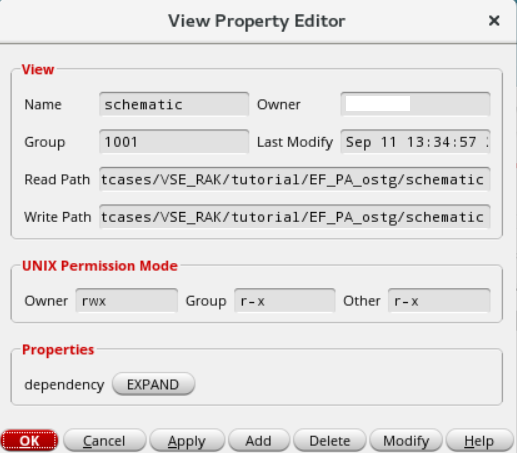 View Property Editor ×
View
Name schematic Owner
Group 1001 Last Modify Sep 11 13:34:57
Read Path tcases/VSE_RAK/tutorial/EF_PA_ostg/schematic
Write Path tcases/VSE_RAK/tutorial/EF_PA_ostg/schematic
UNIX Permission Mode
Owner rwx Group r-x Other r-x
Properties
dependency EXPAND
OK Cancel Apply Add Delete Modify Help